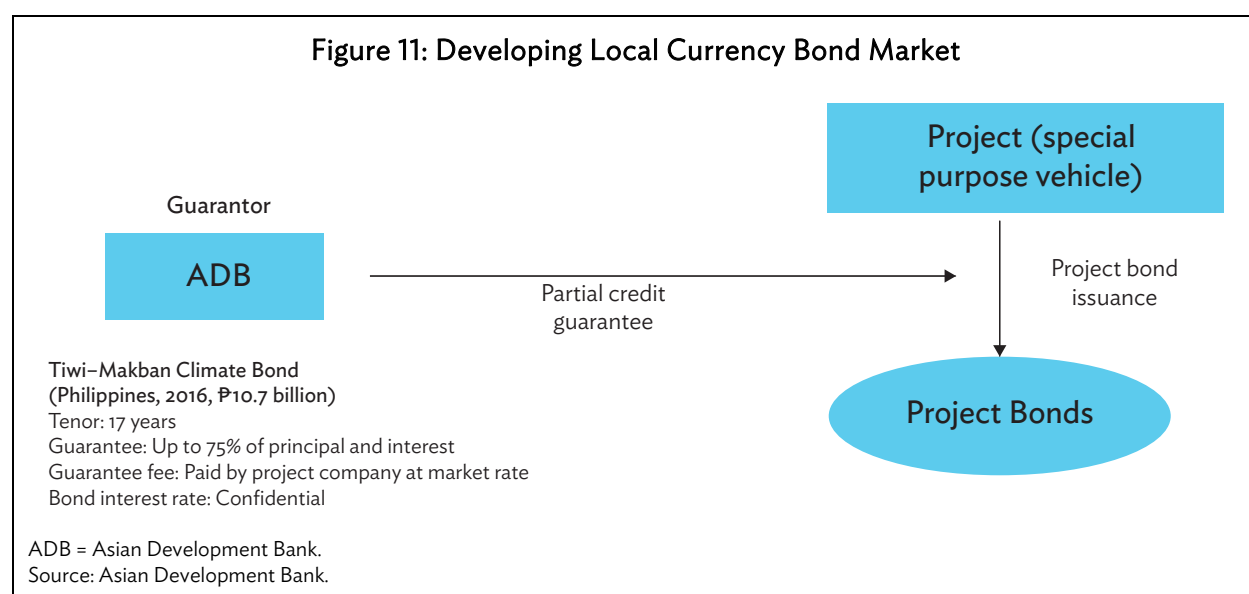 Figure 11: Developing Local Currency Bond Market
Project (special
purpose vehicle)
Guarantor
ADB
Partial credit
guarantee
Project bond
issuance
Project Bonds
Tiwi–Makban Climate Bond
(Philippines, 2016, ₱10.7 billion)
Tenor: 17 years
Guarantee: Up to 75% of principal and interest
Guarantee fee: Paid by project company at market rate
Bond interest rate: Confidential
ADB = Asian Development Bank.
Source: Asian Development Bank.